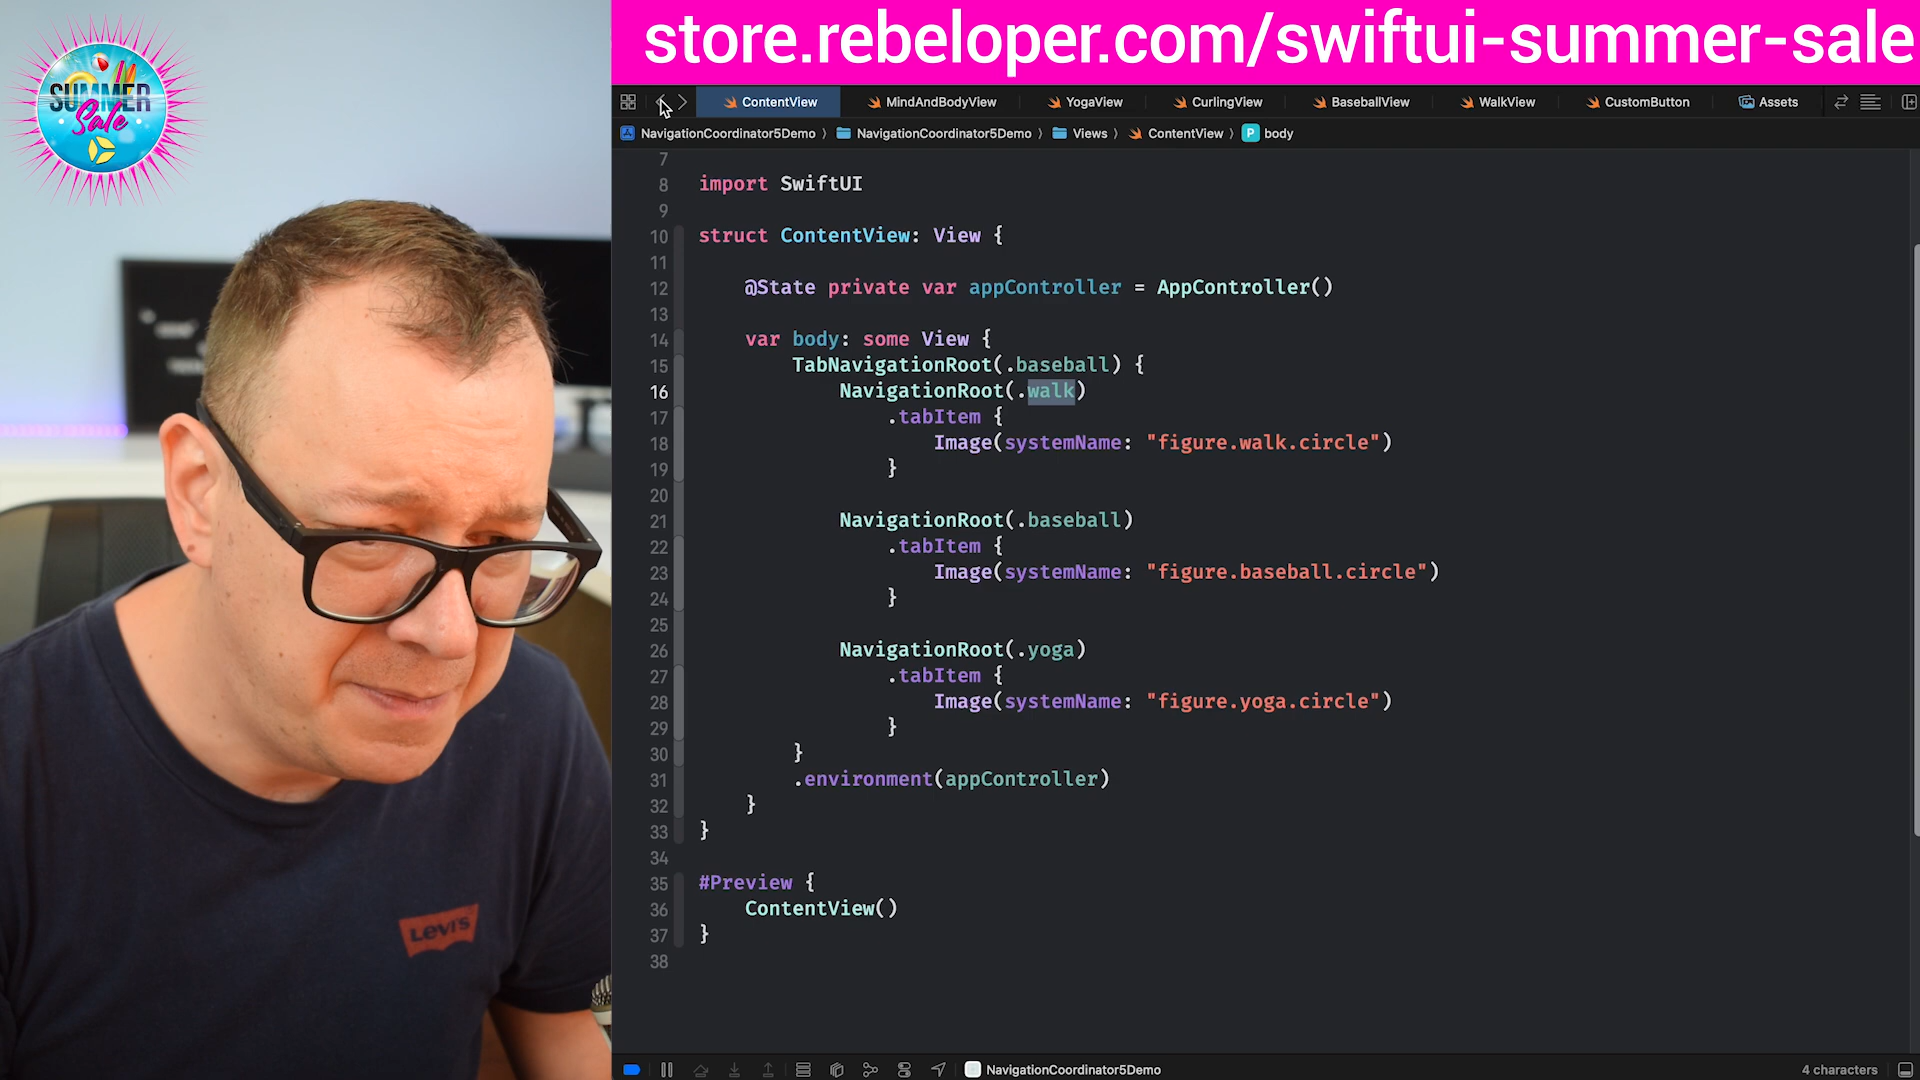 store.rebeloper.com/swiftui-summer-sale
SUMMER
Sale
ContentView
MindAndBodyView
YogaView
CurlingView
BaseballView
WalkView
CustomButton
Assets
NavigationCoordinator5Demo
NavigationCoordinator5Demo
Views
ContentView
P
body
7
8 import SwiftUI
9
10 struct ContentView: View {
11
12 @State private var appController = AppController()
13
14 var body: some View {
15 TabNavigationRoot(.baseball) {
16 NavigationRoot(.walk)
17 .tabItem {
18 Image(systemName: "figure.walk.circle")
19 }
20
21 NavigationRoot(.baseball)
22 .tabItem {
23 Image(systemName: "figure.baseball.circle")
24 }
25
26 NavigationRoot(.yoga)
27 .tabItem {
28 Image(systemName: "figure.yoga.circle")
29 }
30 }
31 .environment(appController)
32 }
33 }
34
35 #Preview {
36 ContentView()
37 }
38
Levi's
NavigationCoordinator5Demo
4 characters